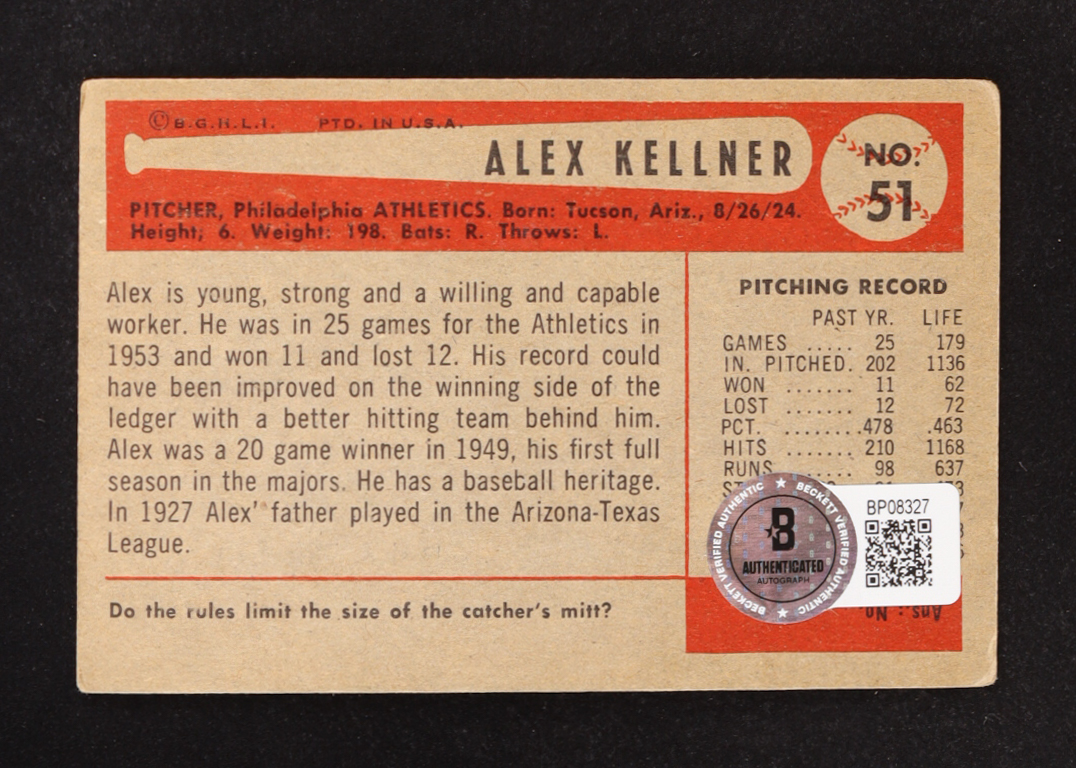 ©B.G.H.L.I. PTD. IN U.S.A.
ALEX KELLNER
NO.
51
PITCHER, Philadelphia ATHLETICS. Born: Tucson, Ariz., 8/26/24.
Height; 6. Weight: 198. Bats: R. Throws: L.
Alex is young, strong and a willing and capable
worker. He was in 25 games for the Athletics in
1953 and won 11 and lost 12. His record could
have been improved on the winning side of the
ledger with a better hitting team behind him.
Alex was a 20 game winner in 1949, his first full
season in the majors. He has a baseball heritage.
In 1927 Alex' father played in the Arizona-Texas
League.
Do the rules limit the size of the catcher's mitt?
PITCHING RECORD
PAST YR. LIFE
GAMES ..... 25 179
IN. PITCHED. 202 1136
WON ....... 11 62
LOST ....... 12 72
PCT. ........ .478 .463
HITS ....... 210 1168
RUNS ..... 98 637
BECKETT VERIFIED AUTHENTIC
BECKETT VERIFIED AUTHENTIC
B
AUTHENTICATED
AUTOGRAPH
BP08327
Ans.: No.